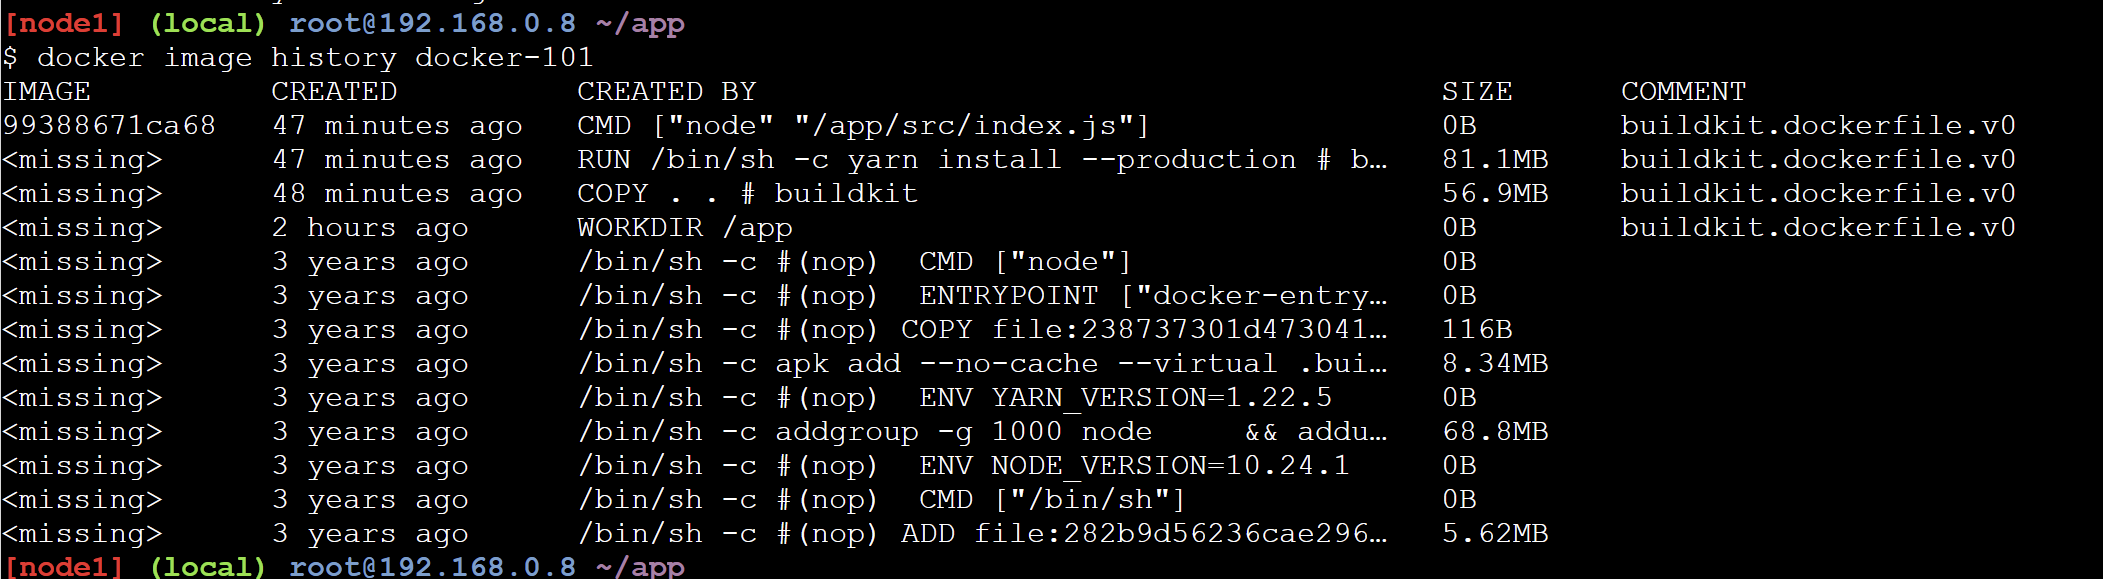 [node1] (local) root@192.168.0.8 ~/app
$ docker image history docker-101
IMAGE          CREATED          CREATED BY                                      SIZE      COMMENT
99388671ca68   47 minutes ago   CMD ["node" "/app/src/index.js"]                0B        buildkit.dockerfile.v0
<missing>      47 minutes ago   RUN /bin/sh -c yarn install --production # b…   81.1MB    buildkit.dockerfile.v0
<missing>      48 minutes ago   COPY . . # buildkit                             56.9MB    buildkit.dockerfile.v0
<missing>      2 hours ago      WORKDIR /app                                    0B        buildkit.dockerfile.v0
<missing>      3 years ago      /bin/sh -c #(nop)  CMD ["node"]                 0B
<missing>      3 years ago      /bin/sh -c #(nop)  ENTRYPOINT ["docker-entry…   0B
<missing>      3 years ago      /bin/sh -c #(nop) COPY file:238737301d473041…   116B
<missing>      3 years ago      /bin/sh -c apk add --no-cache --virtual .bui…   8.34MB
<missing>      3 years ago      /bin/sh -c #(nop)  ENV YARN_VERSION=1.22.5      0B
<missing>      3 years ago      /bin/sh -c addgroup -g 1000 node     && addu…   68.8MB
<missing>      3 years ago      /bin/sh -c #(nop)  ENV NODE_VERSION=10.24.1     0B
<missing>      3 years ago      /bin/sh -c #(nop)  CMD ["/bin/sh"]              0B
<missing>      3 years ago      /bin/sh -c #(nop) ADD file:282b9d56236cae296…   5.62MB
[node1] (local) root@192.168.0.8 ~/app